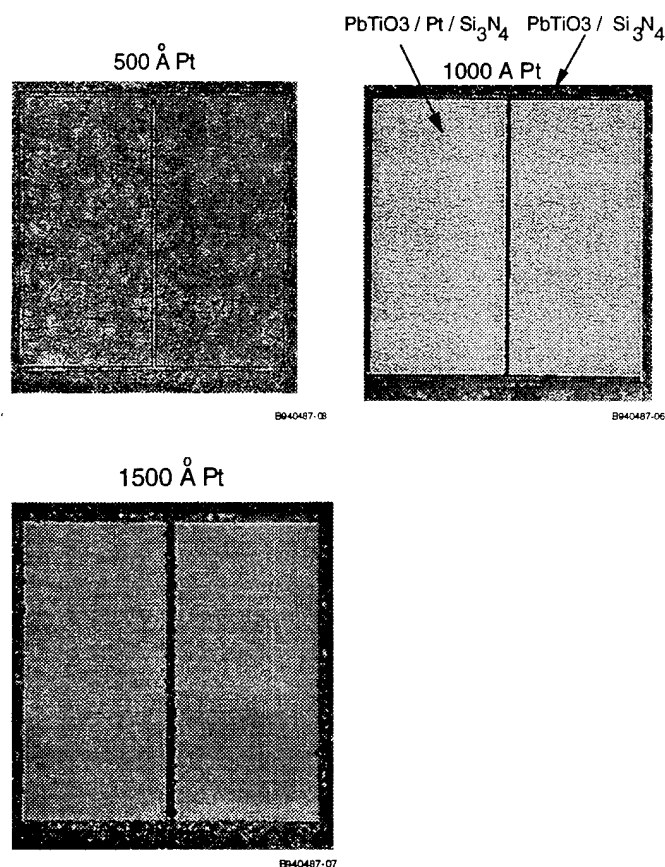 PbTiO3 / Pt / Si3N4 PbTiO3 / Si3N4
500 Å Pt
1000 A Pt
B940487-08
B940487-06
1500 Å Pt
B940487-07